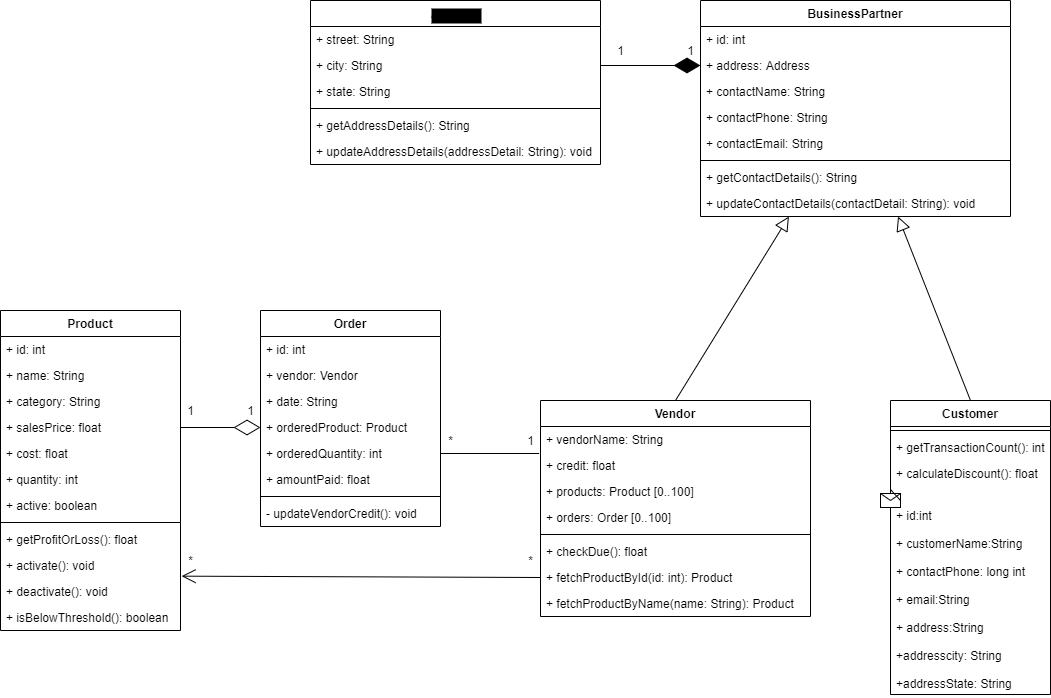 + street: String
+ city: String
+ state: String
+ getAddressDetails(): String
+ updateAddressDetails(addressDetail: String): void
1
1
BusinessPartner
+ id: int
+ address: Address
+ contactName: String
+ contactPhone: String
+ contactEmail: String
+ getContactDetails(): String
+ updateContactDetails(contactDetail: String): void
Product
+ id: int
+ name: String
+ category: String
+ salesPrice: float
+ cost: float
+ quantity: int
+ active: boolean
+ getProfitOrLoss(): float
+ activate(): void
+ deactivate(): void
+ isBelowThreshold(): boolean
1
1
Order
+ id: int
+ vendor: Vendor
+ date: String
+ orderedProduct: Product
+ orderedQuantity: int
+ amountPaid: float
- updateVendorCredit(): void
*
1
*
*
Vendor
+ vendorName: String
+ credit: float
+ products: Product [0..100]
+ orders: Order [0..100]
+ checkDue(): float
+ fetchProductById(id: int): Product
+ fetchProductByName(name: String): Product
Customer
+ getTransactionCount(): int
+ calculateDiscount(): float
+ id:int
+ customerName:String
+ contactPhone: long int
+ email:String
+ address:String
+addresscity: String
+addressState: String